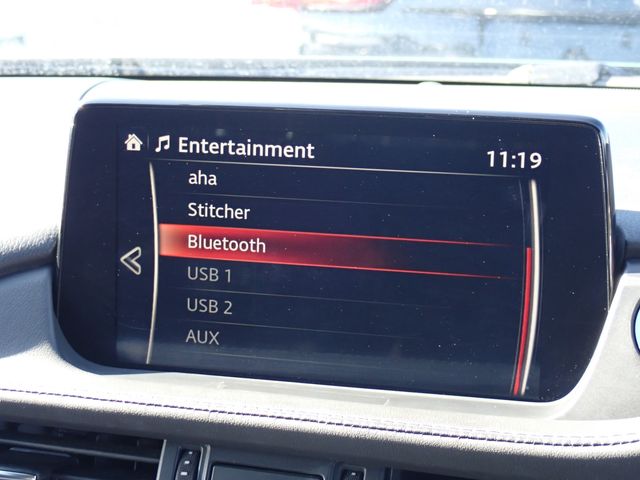 Entertainment
11:19
aha
Stitcher
Bluetooth
USB 1
USB 2
AUX